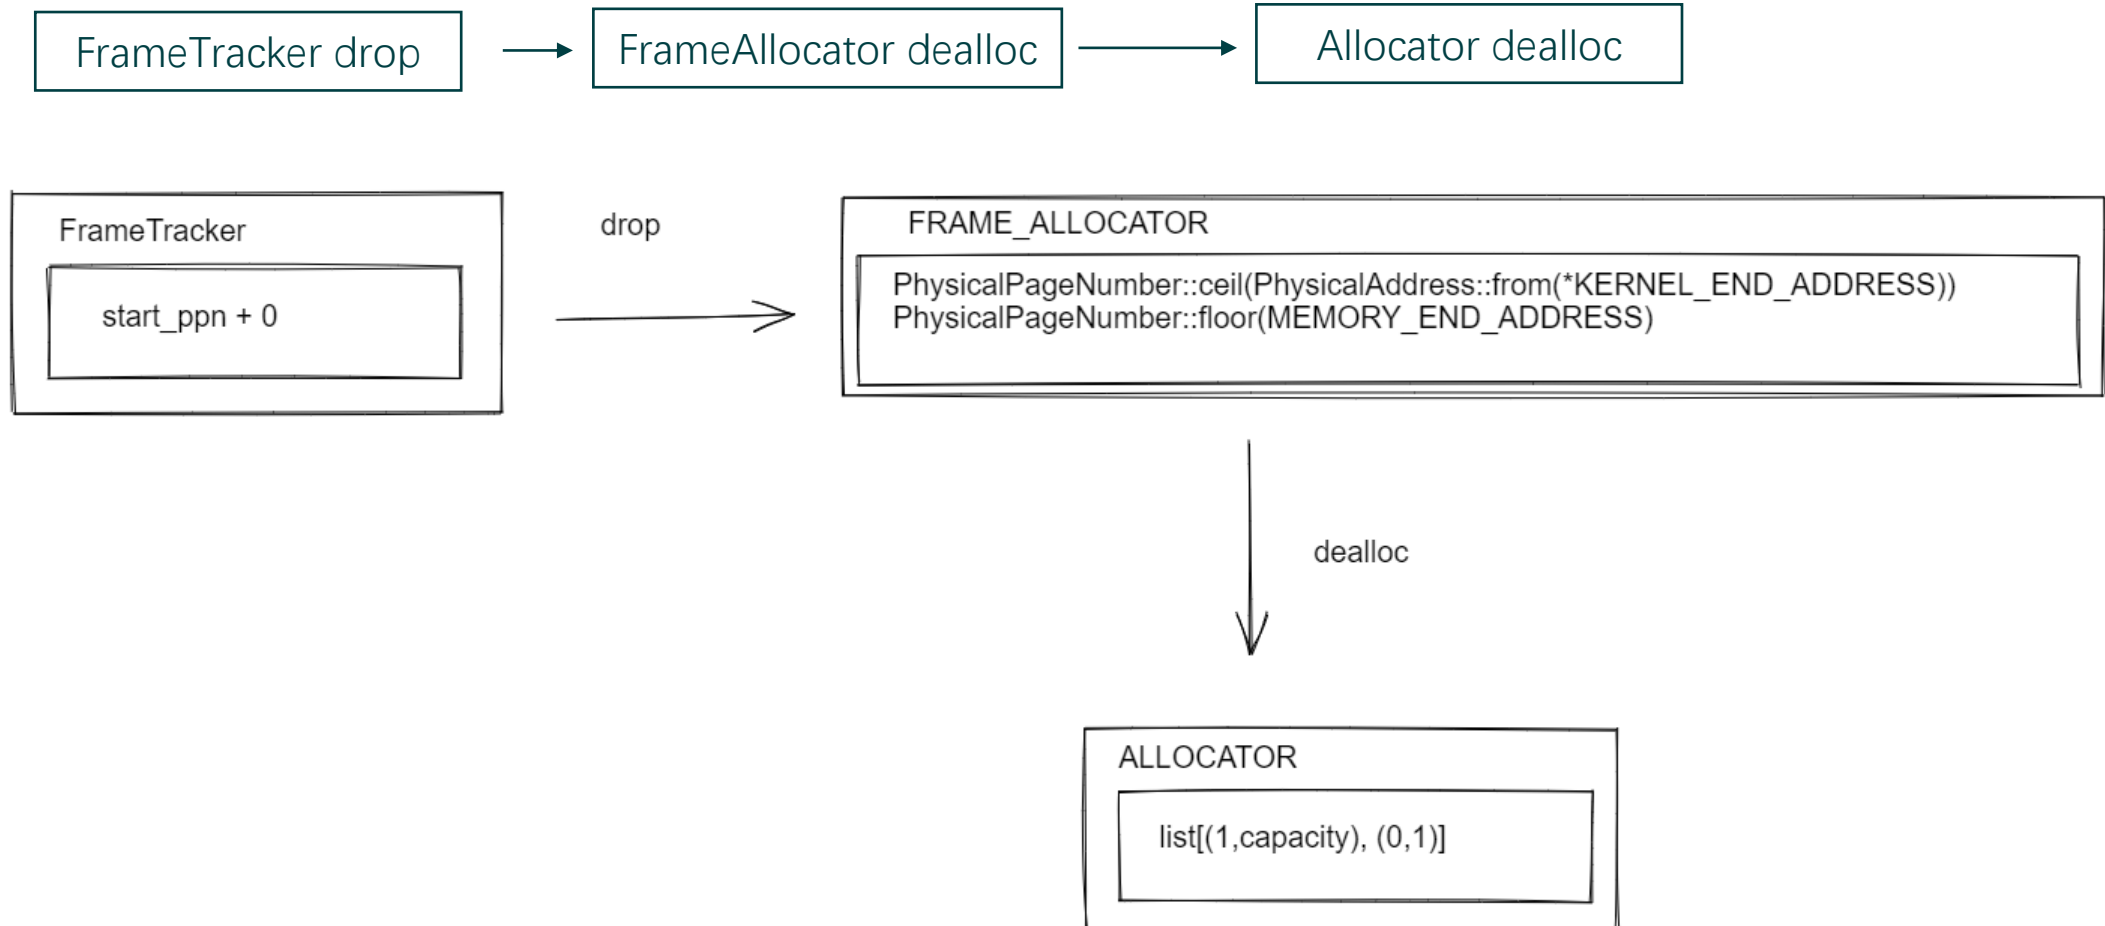 FrameTracker drop
FrameAllocator dealloc
Allocator dealloc
FrameTracker
start_ppn + 0
drop
FRAME_ALLOCATOR
PhysicalPageNumber::ceil(PhysicalAddress::from(*KERNEL_END_ADDRESS))
PhysicalPageNumber::floor(MEMORY_END_ADDRESS)
dealloc
ALLOCATOR
list[(1,capacity), (0,1)]